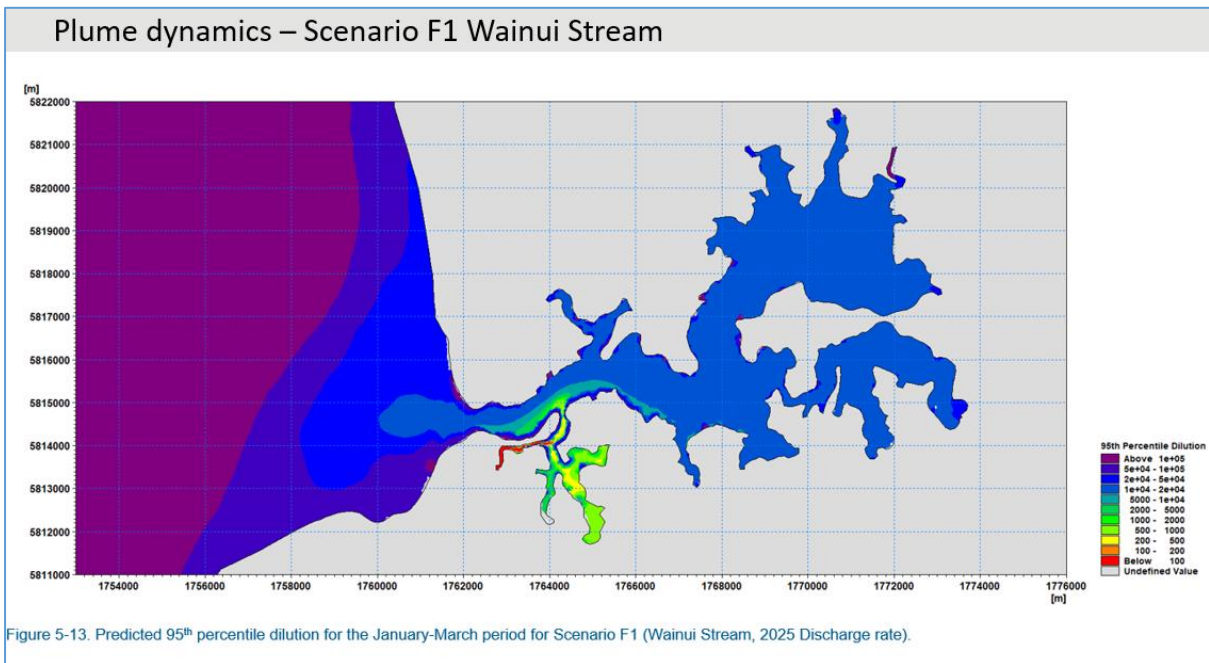 Plume dynamics – Scenario F1 Wainui Stream
[m]
5822000
5821000
5820000
5819000
5818000
5817000
5816000
5815000
5814000
5813000
5812000
5811000
1754000 1756000 1758000 1760000 1762000 1764000 1766000 1768000 1770000 1772000 1774000 1776000
[m]
95th Percentile Dilution
Above 1e+05
5e+04 - 1e+05
2e+04 - 5e+04
1e+04 - 2e+04
5000 - 1e+04
2000 - 5000
1000 - 2000
500 - 1000
200 - 500
100 - 200
Below 100
Undefined Value
Figure 5-13. Predicted 95th percentile dilution for the January-March period for Scenario F1 (Wainui Stream, 2025 Discharge rate).